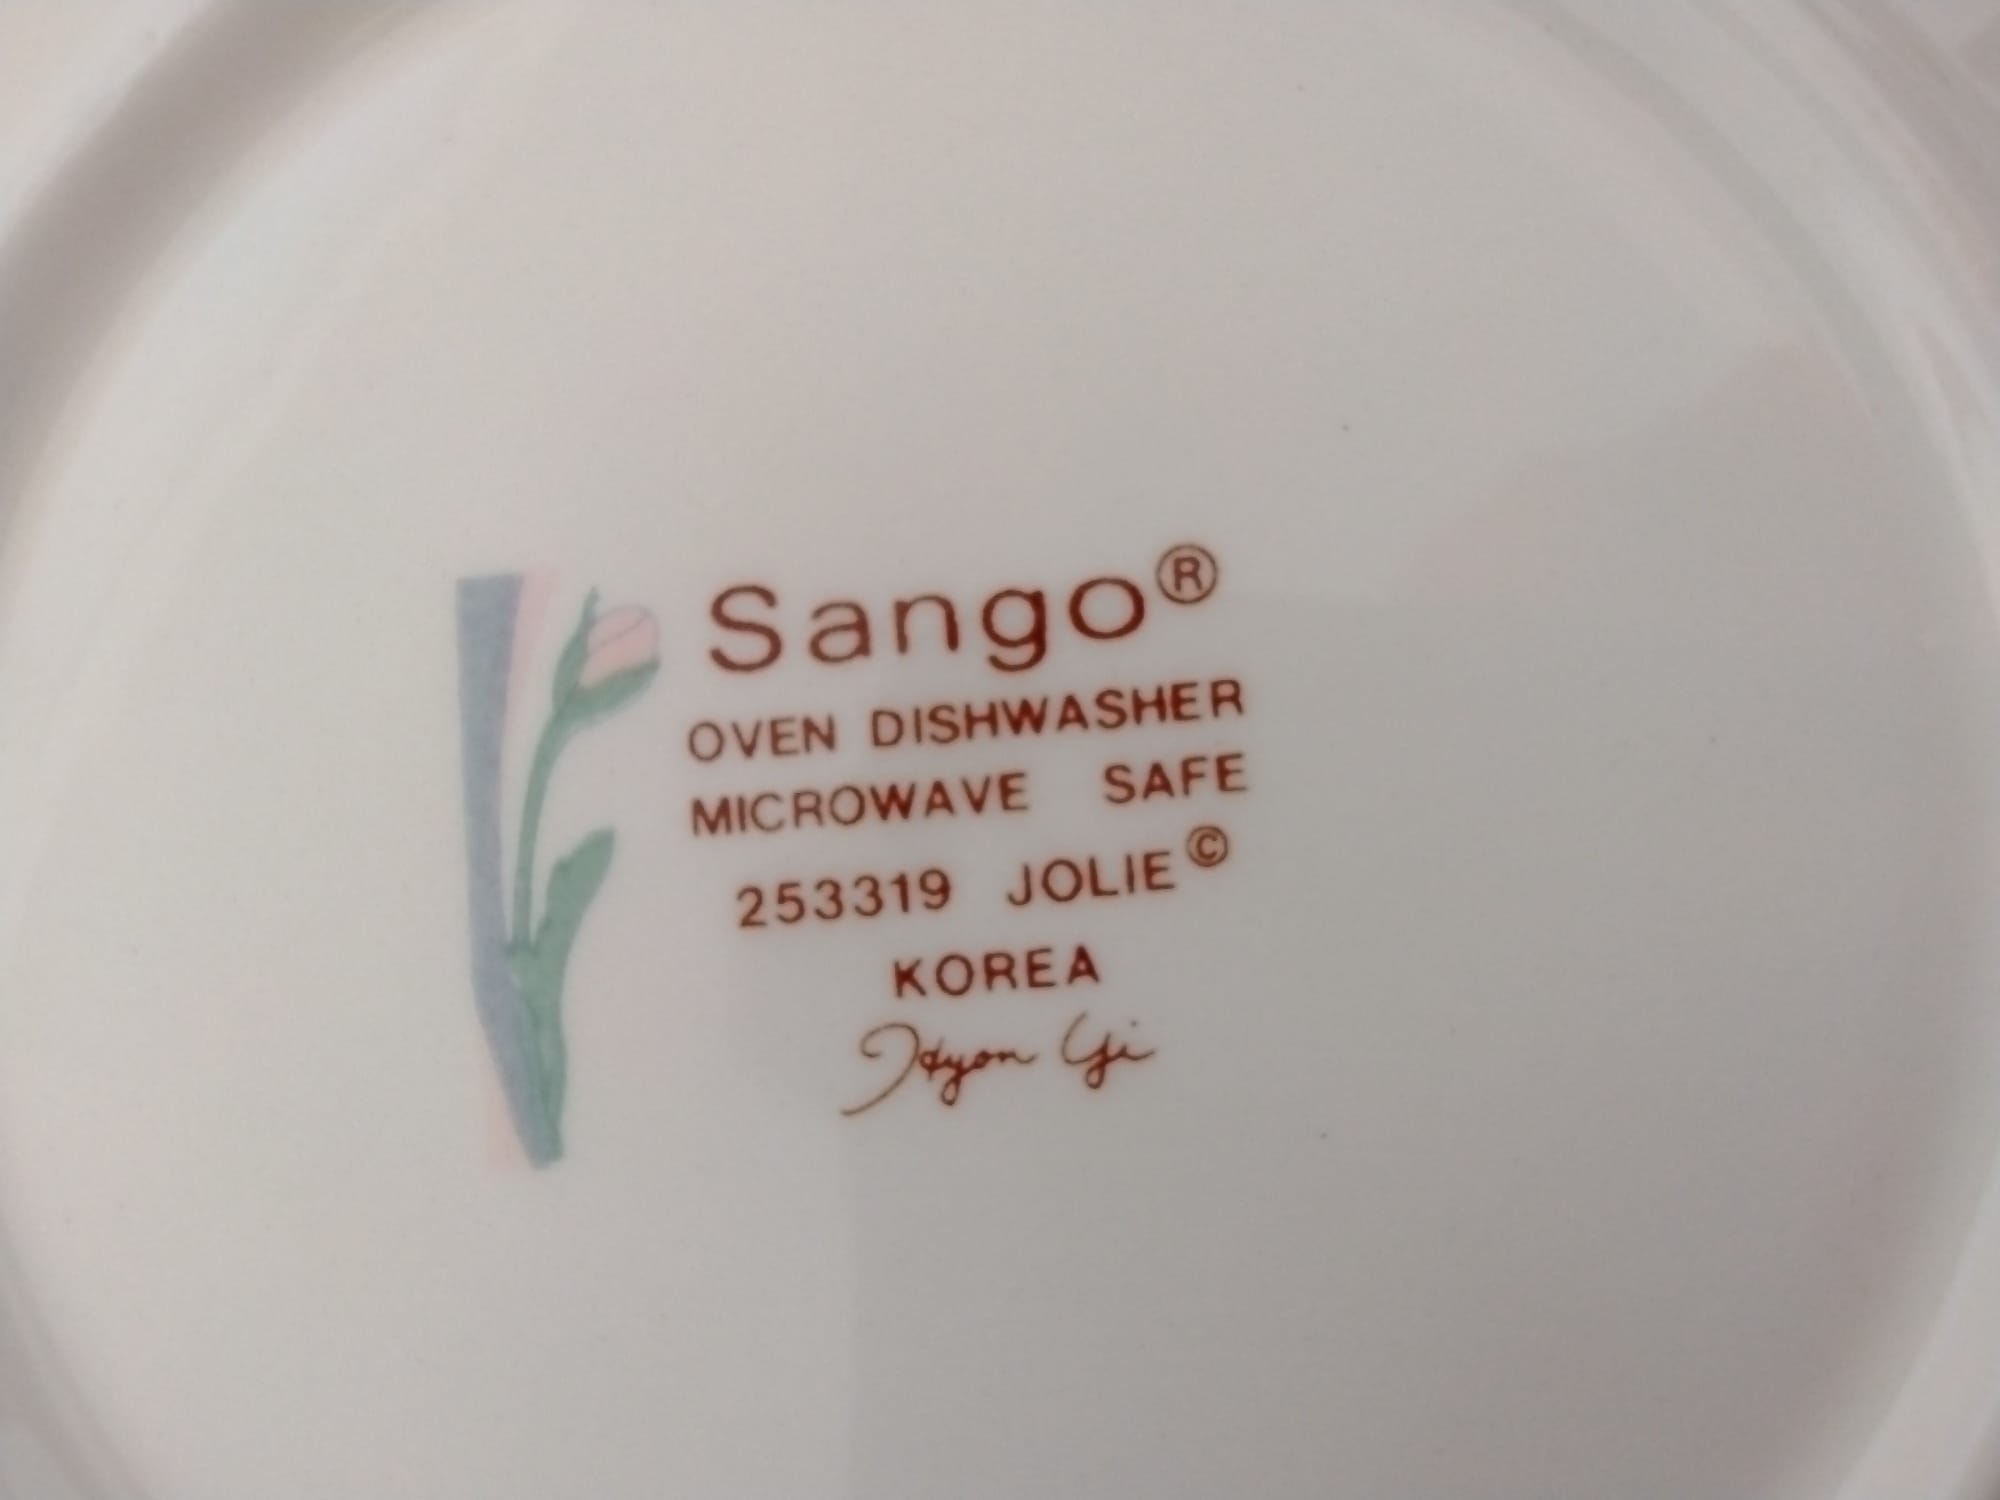 Sango®
OVEN DISHWASHER
MICROWAVE SAFE
253319 JOLIE©
KOREA
Hyon Yi